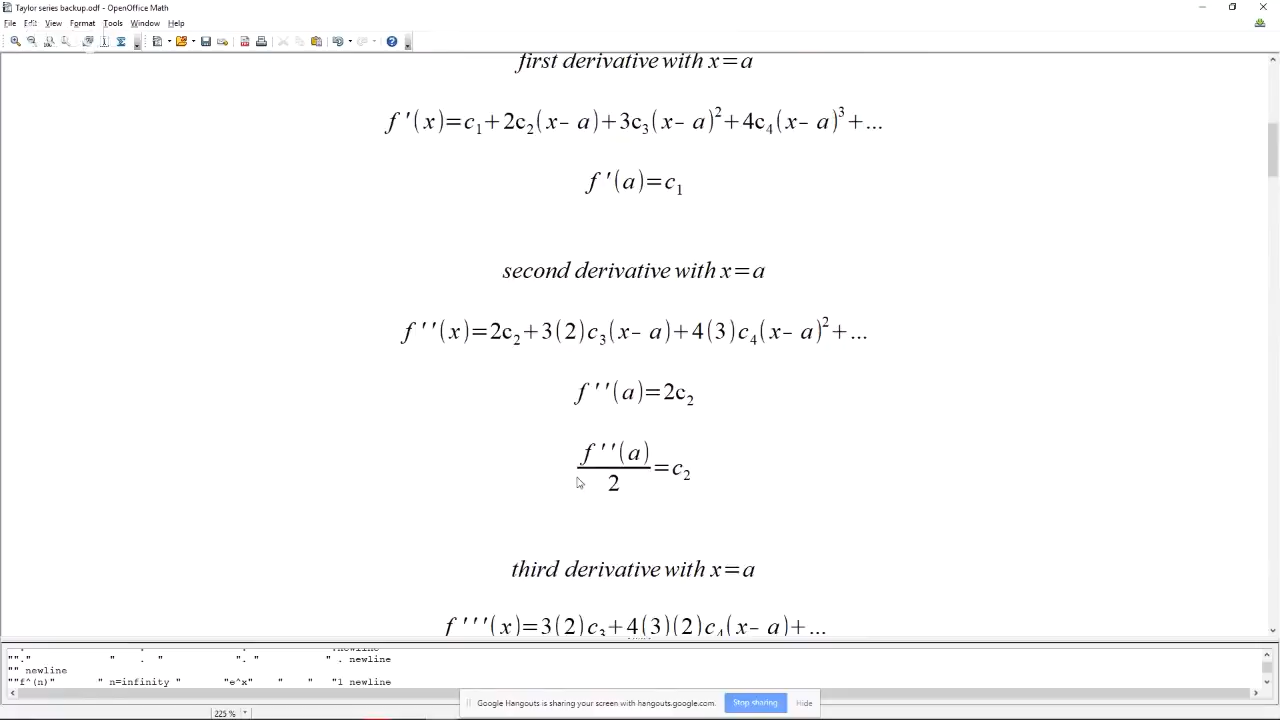 Taylor series backup.odf - OpenOffice Math
File Edit View Format Tools Window Help
first derivative with x=a
f '(x)=c₁+2c₂(x− a)+3c₃(x− a)²+4c₄(x− a)³+...
f '(a)=c₁
second derivative with x=a
f ' '(x)=2c₂+3(2)c₃(x− a)+4(3)c₄(x− a)²+...
f ' '(a)=2c₂
f ' '(a)
2
=c₂
third derivative with x=a
f ' ' '(x)=3(2)c₃+4(3)(2)c₄(x− a)+...
newline
""." " . " ". " " . newline
"" newline
""f^(n)" " n=infinity " "e^x" " " "1 newline
Google Hangouts is sharing your screen with hangouts.google.com.
Stop sharing
Hide
225 %